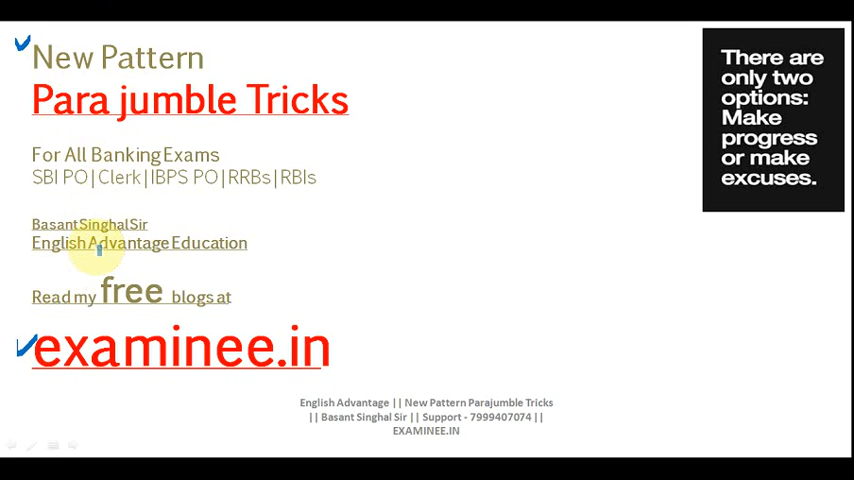 New Pattern
Para jumble Tricks
For All Banking Exams
SBI PO|Clerk|IBPS PO|RRBs|RBIs
Basant Singhal Sir
English Advantage Education
Read my free blogs at
examinee.in
There are
only two
options:
Make
progress
or make
excuses.
English Advantage || New Pattern Parajumble Tricks
|| Basant Singhal Sir || Support - 7999407074 ||
EXAMINEE.IN